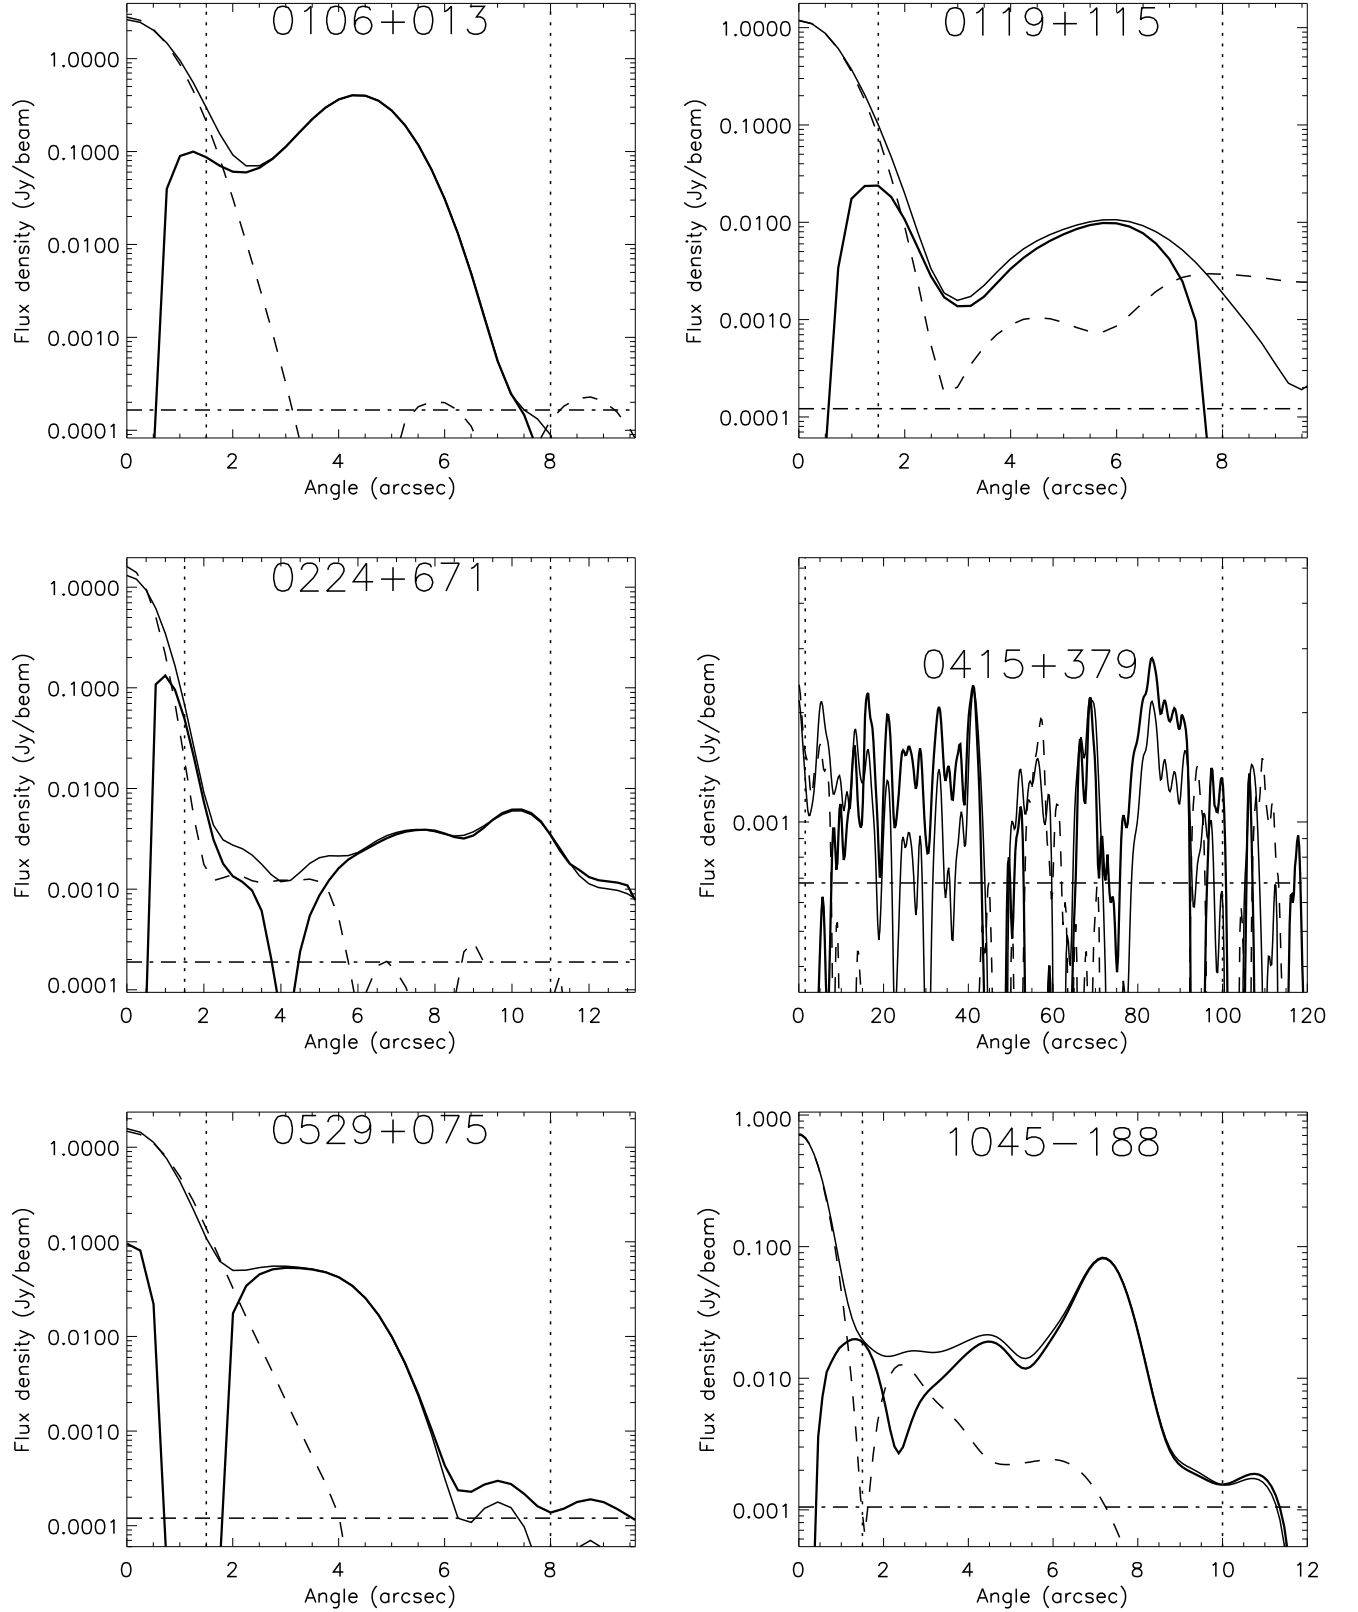 0106+013
Flux density (Jy/beam)
1.0000
0.1000
0.0100
0.0010
0.0001
0 2 4 6 8
Angle (arcsec)
0119+115
Flux density (Jy/beam)
1.0000
0.1000
0.0100
0.0010
0.0001
0 2 4 6 8
Angle (arcsec)
0224+671
Flux density (Jy/beam)
1.0000
0.1000
0.0100
0.0010
0.0001
0 2 4 6 8 10 12
Angle (arcsec)
0415+379
Flux density (Jy/beam)
0.001
0 20 40 60 80 100 120
Angle (arcsec)
0529+075
Flux density (Jy/beam)
1.0000
0.1000
0.0100
0.0010
0.0001
0 2 4 6 8
Angle (arcsec)
1045−188
Flux density (Jy/beam)
1.000
0.100
0.010
0.001
0 2 4 6 8 10 12
Angle (arcsec)